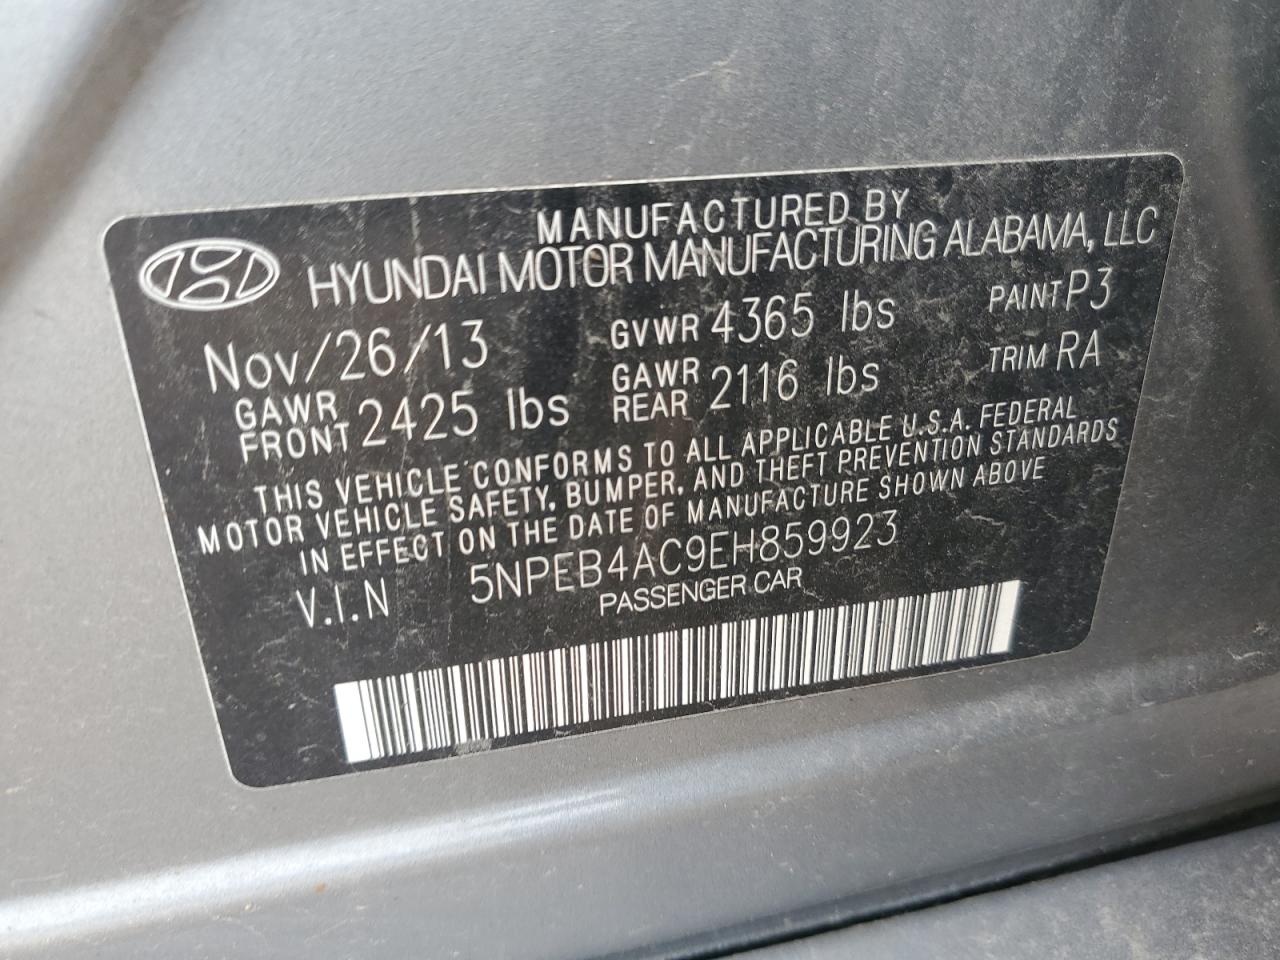 MANUFACTURED BY
HYUNDAI MOTOR MANUFACTURING ALABAMA, LLC
Nov/26/13 GVWR 4365 lbs PAINT P3
GAWR FRONT 2425 lbs GAWR REAR 2116 lbs TRIM RA
THIS VEHICLE CONFORMS TO ALL APPLICABLE U.S.A. FEDERAL
MOTOR VEHICLE SAFETY, BUMPER, AND THEFT PREVENTION STANDARDS
IN EFFECT ON THE DATE OF MANUFACTURE SHOWN ABOVE
V.I.N 5NPEB4AC9EH859923
PASSENGER CAR